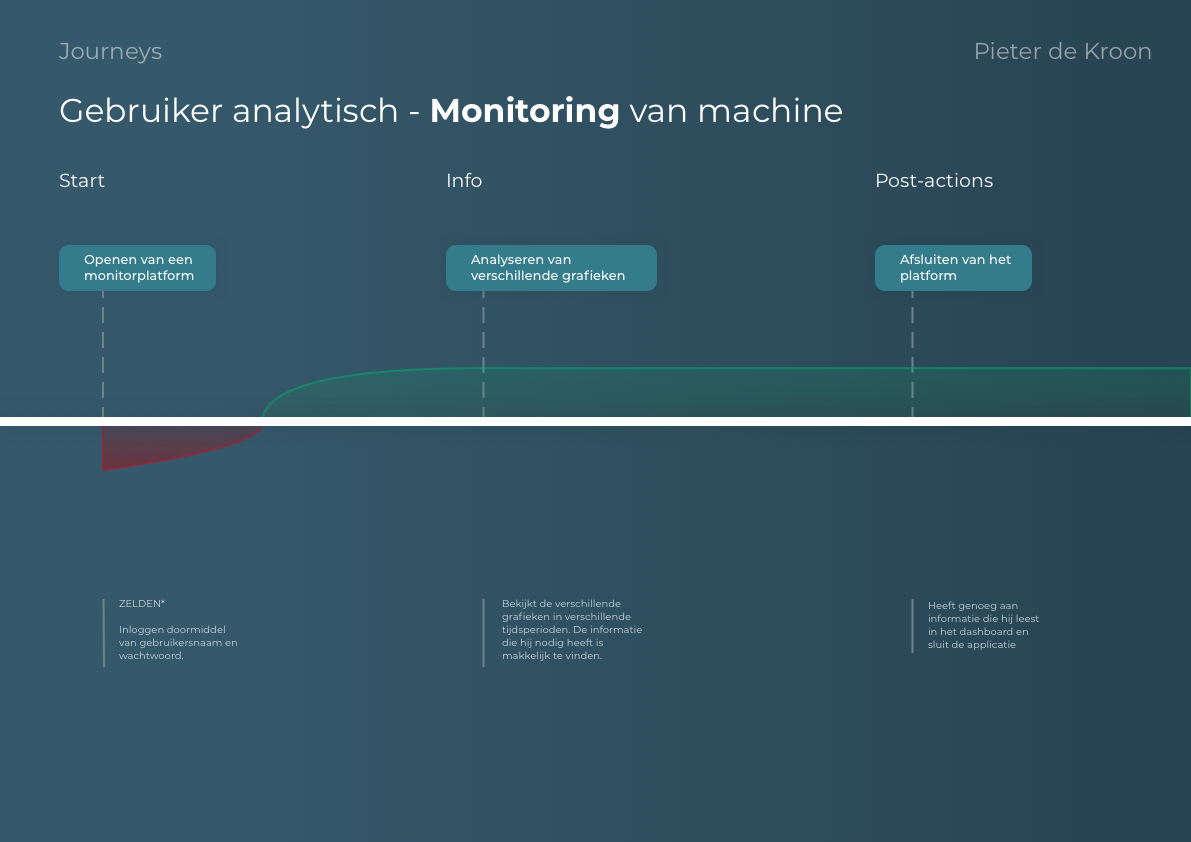 Journeys
Pieter de Kroon
Gebruiker analytisch - Monitoring van machine
Start
Info
Post-actions
Openen van een
monitorplatform
Analyseren van
verschillende grafieken
Afsluiten van het
platform
ZELDEN*
Inloggen doormiddel
van gebruikersnaam en
wachtwoord.
Bekijkt de verschillende
grafieken in verschillende
tijdsperioden. De informatie
die hij nodig heeft is
makkelijk te vinden.
Heeft genoeg aan
informatie die hij leest
in het dashboard en
sluit de applicatie